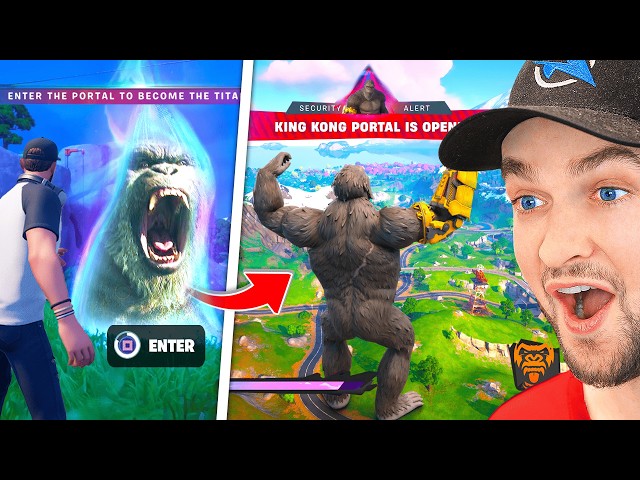 ENTER THE PORTAL TO BECOME THE TITA
ENTER
SECURITY ALERT
KING KONG PORTAL IS OPEN